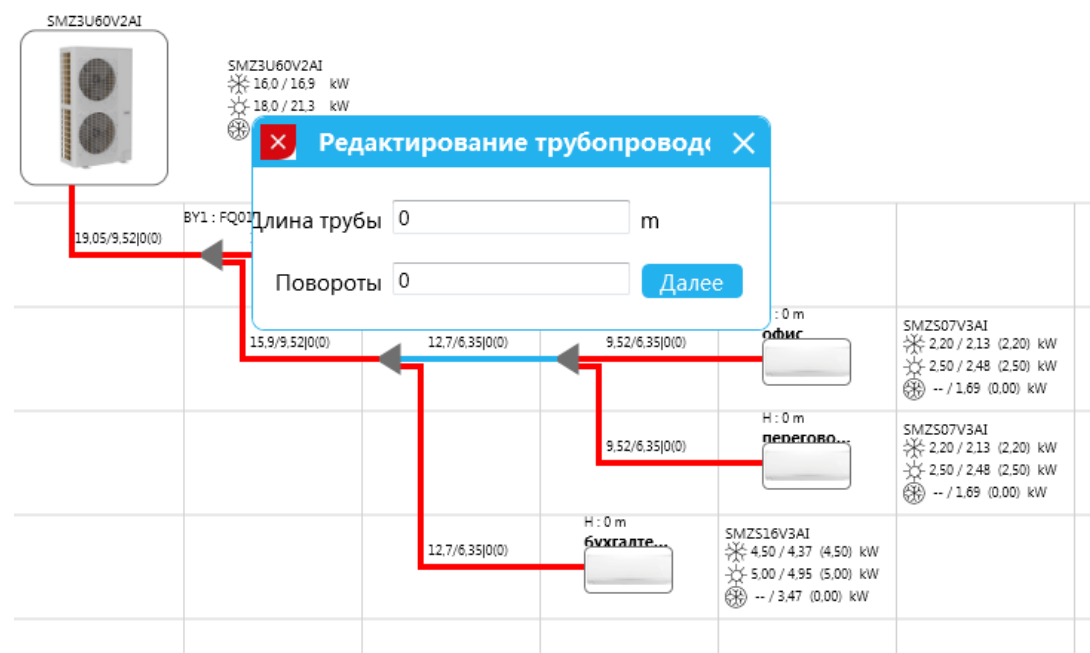 SMZ3U60V2AI
SMZ3U60V2AI
16,0 / 16,9 kW
18,0 / 21,3 kW
Редактирование трубопровод
BY1 : FQ01
Длина трубы 0 m
19,05/9,52|0(0)
Повороты 0 Далее
: 0 m
офис
15,9/9,52|0(0)
12,7/6,35|0(0)
9,52/6,35|0(0)
SMZS07V3AI
2,20 / 2,13 (2,20) kW
2,50 / 2,48 (2,50) kW
-- / 1,69 (0,00) kW
H : 0 m
перегово...
9,52/6,35|0(0)
SMZS07V3AI
2,20 / 2,13 (2,20) kW
2,50 / 2,48 (2,50) kW
-- / 1,69 (0,00) kW
H : 0 m
бухгалте...
12,7/6,35|0(0)
SMZS16V3AI
4,50 / 4,37 (4,50) kW
5,00 / 4,95 (5,00) kW
-- / 3,47 (0,00) kW